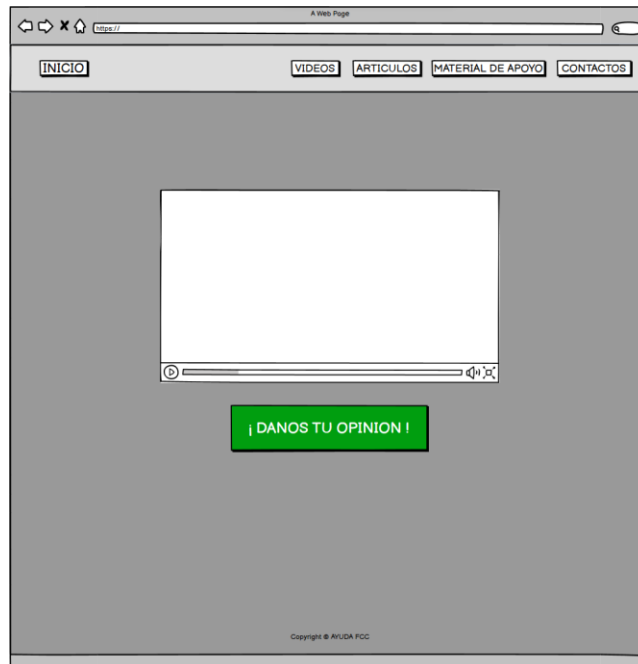 A Web Page
https://
INICIO
VIDEOS
ARTICULOS
MATERIAL DE APOYO
CONTACTOS
¡ DANOS TU OPINION !
Copyright © AYUDA FCC